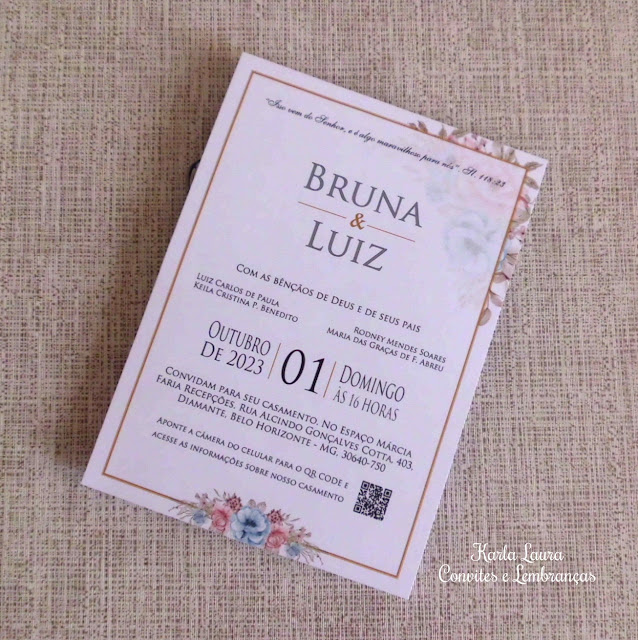 "Isso vem do Senhor, e é algo maravilhoso para nós". Sl. 118:23
BRUNA
&
LUIZ
COM AS BÊNÇÃOS DE DEUS E DE SEUS PAIS
LUIZ CARLOS DE PAULA
KEILA CRISTINA P. BENEDITO
RODNEY MENDES SOARES
MARIA DAS GRAÇAS DE F. ABREU
OUTUBRO
DE 2023
01
DOMINGO
ÀS 16 HORAS
CONVIDAM PARA SEU CASAMENTO, NO ESPAÇO MÁRCIA
FARIA RECEPÇÕES, RUA ALCINDO GONÇALVES COTTA, 403,
DIAMANTE, BELO HORIZONTE - MG, 30640-750
APONTE A CÂMERA DO CELULAR PARA O QR CODE E
ACESSE AS INFORMAÇÕES SOBRE NOSSO CASAMENTO
Karla Laura
Convites e Lembranças